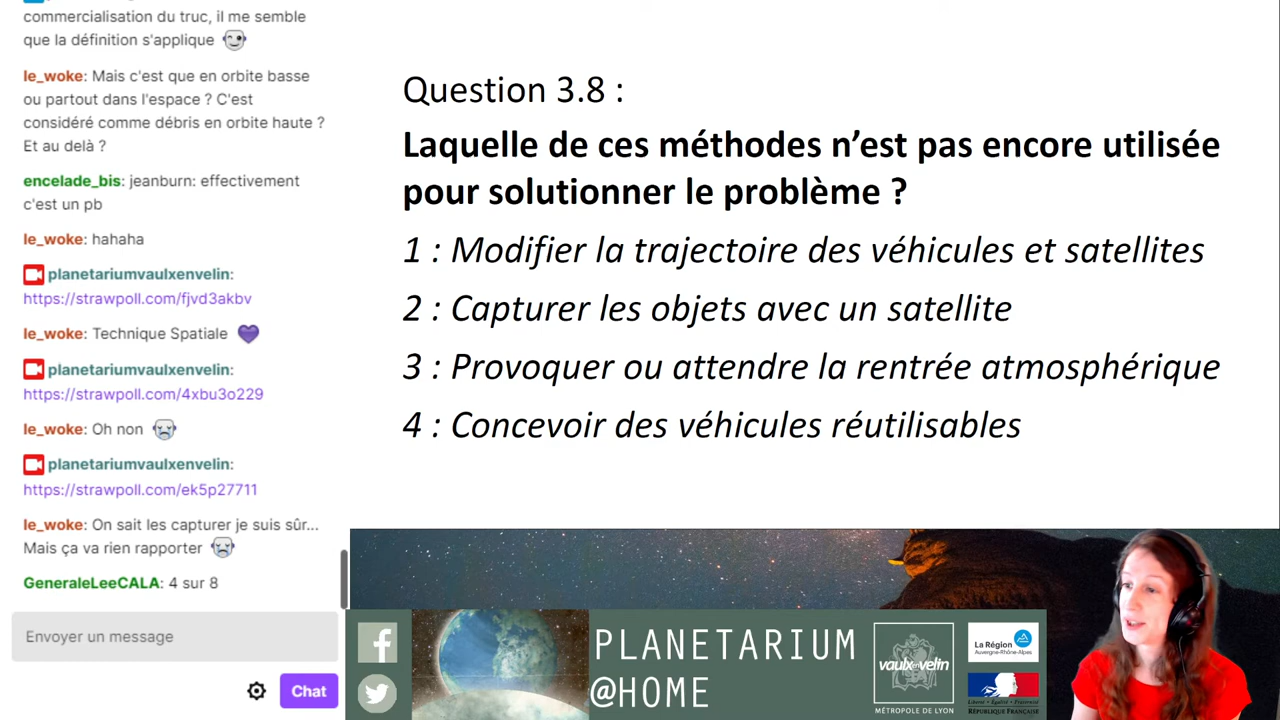 commercialisation du truc, il me semble
que la définition s'applique
le_woke: Mais c'est que en orbite basse
ou partout dans l'espace ? C'est
considéré comme débris en orbite haute ?
Et au delà ?
encelade_bis: jeanburn: effectivement
c'est un pb
le_woke: hahaha
planetariumvaulxenvelin:
https://strawpoll.com/fjvd3akbv
le_woke: Technique Spatiale
planetariumvaulxenvelin:
https://strawpoll.com/4xbu3o229
le_woke: Oh non
planetariumvaulxenvelin:
https://strawpoll.com/ek5p27711
le_woke: On sait les capturer je suis sûr...
Mais ça va rien rapporter
GeneraleLeeCALA: 4 sur 8
Envoyer un message
Chat
Question 3.8 :
Laquelle de ces méthodes n’est pas encore utilisée
pour solutionner le problème ?
1 : Modifier la trajectoire des véhicules et satellites
2 : Capturer les objets avec un satellite
3 : Provoquer ou attendre la rentrée atmosphérique
4 : Concevoir des véhicules réutilisables
PLANETARIUM
@HOME
vaulxenvelin
MÉTROPOLE DE LYON
La Région
Auvergne-Rhône-Alpes
Liberté • Égalité • Fraternité
RÉPUBLIQUE FRANÇAISE